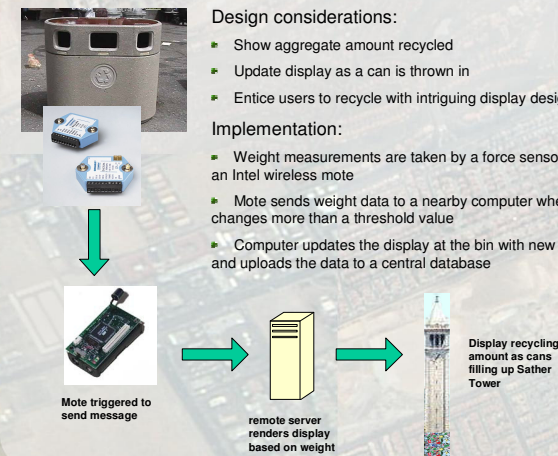 Design considerations:
Show aggregate amount recycled
Update display as a can is thrown in
Entice users to recycle with intriguing display
Implementation:
Weight measurements are taken by a force
an Intel wireless mote
Mote sends weight data to a nearby computer
changes more than a threshold value
Computer updates the display at the bin with new
and uploads the data to a central database
Mote triggered to
send message
remote server
renders display
based on weight
Display recycling
amount as cans
filling up Sather
Tower